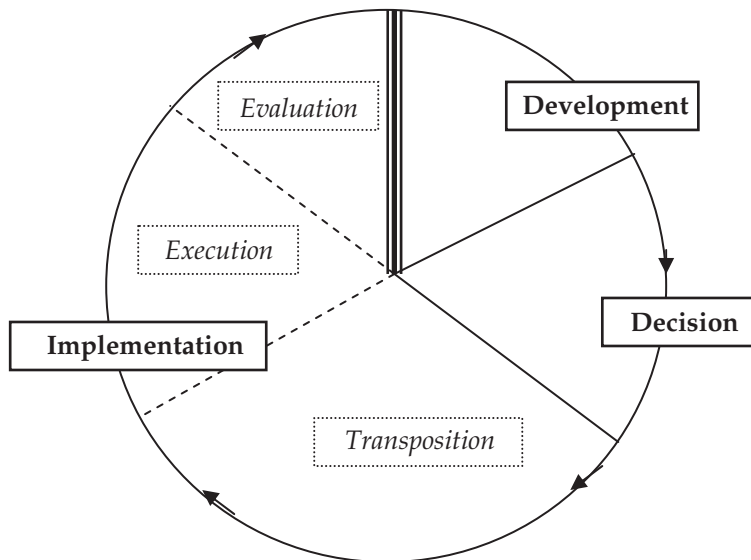 Evaluation
Development
Execution
Decision
Implementation
Transposition